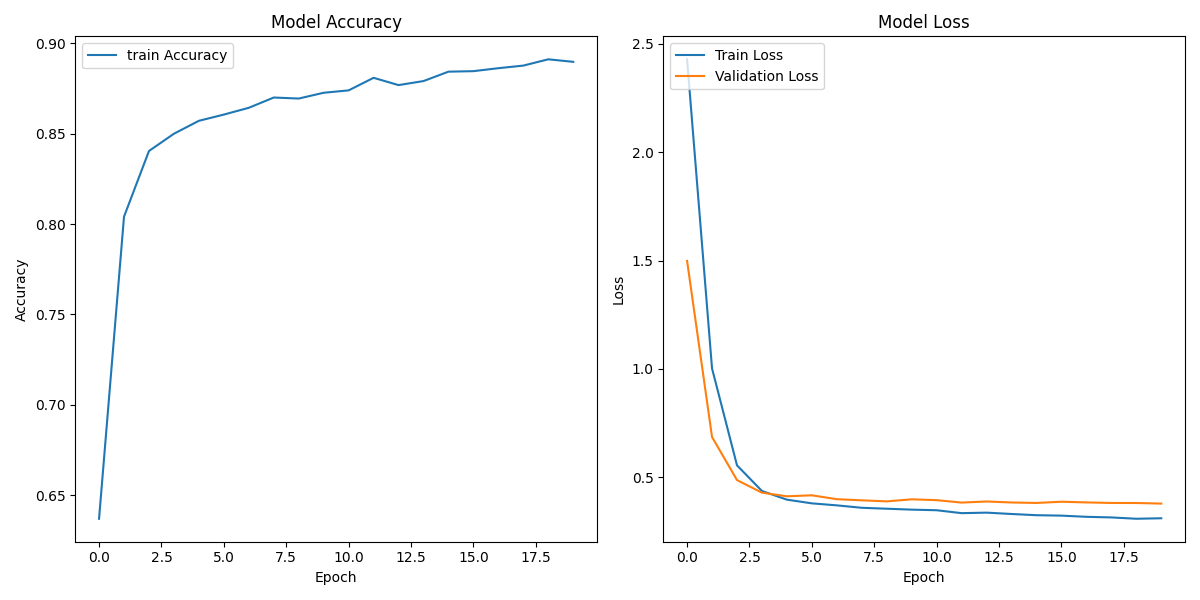 Model Accuracy
train Accuracy
0.90
0.85
0.80
0.75
0.70
0.65
Accuracy
0.0 2.5 5.0 7.5 10.0 12.5 15.0 17.5
Epoch
Model Loss
Train Loss
Validation Loss
2.5
2.0
1.5
1.0
0.5
Loss
0.0 2.5 5.0 7.5 10.0 12.5 15.0 17.5
Epoch